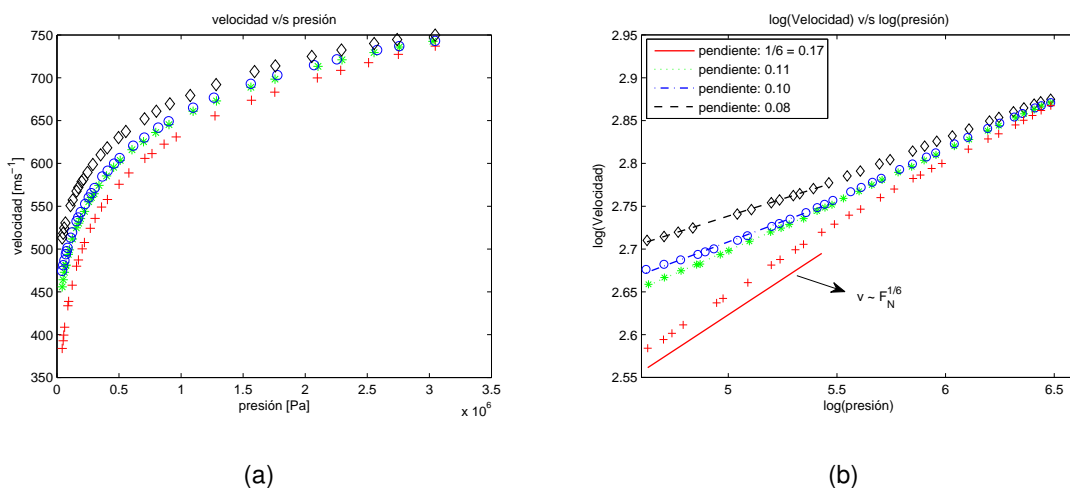 velocidad v/s presión
750
700
650
600
550
500
450
400
350
velocidad [ms⁻¹]
0
0.5
1
1.5
2
2.5
3
3.5
x 10⁶
presión [Pa]
(a)
log(Velocidad) v/s log(presión)
2.95
2.9
2.85
2.8
2.75
2.7
2.65
2.6
2.55
log(Velocidad)
pendiente: 1/6 = 0.17
pendiente: 0.11
pendiente: 0.10
pendiente: 0.08
v ~ F_N^1/6
5
5.5
6
6.5
log(presión)
(b)